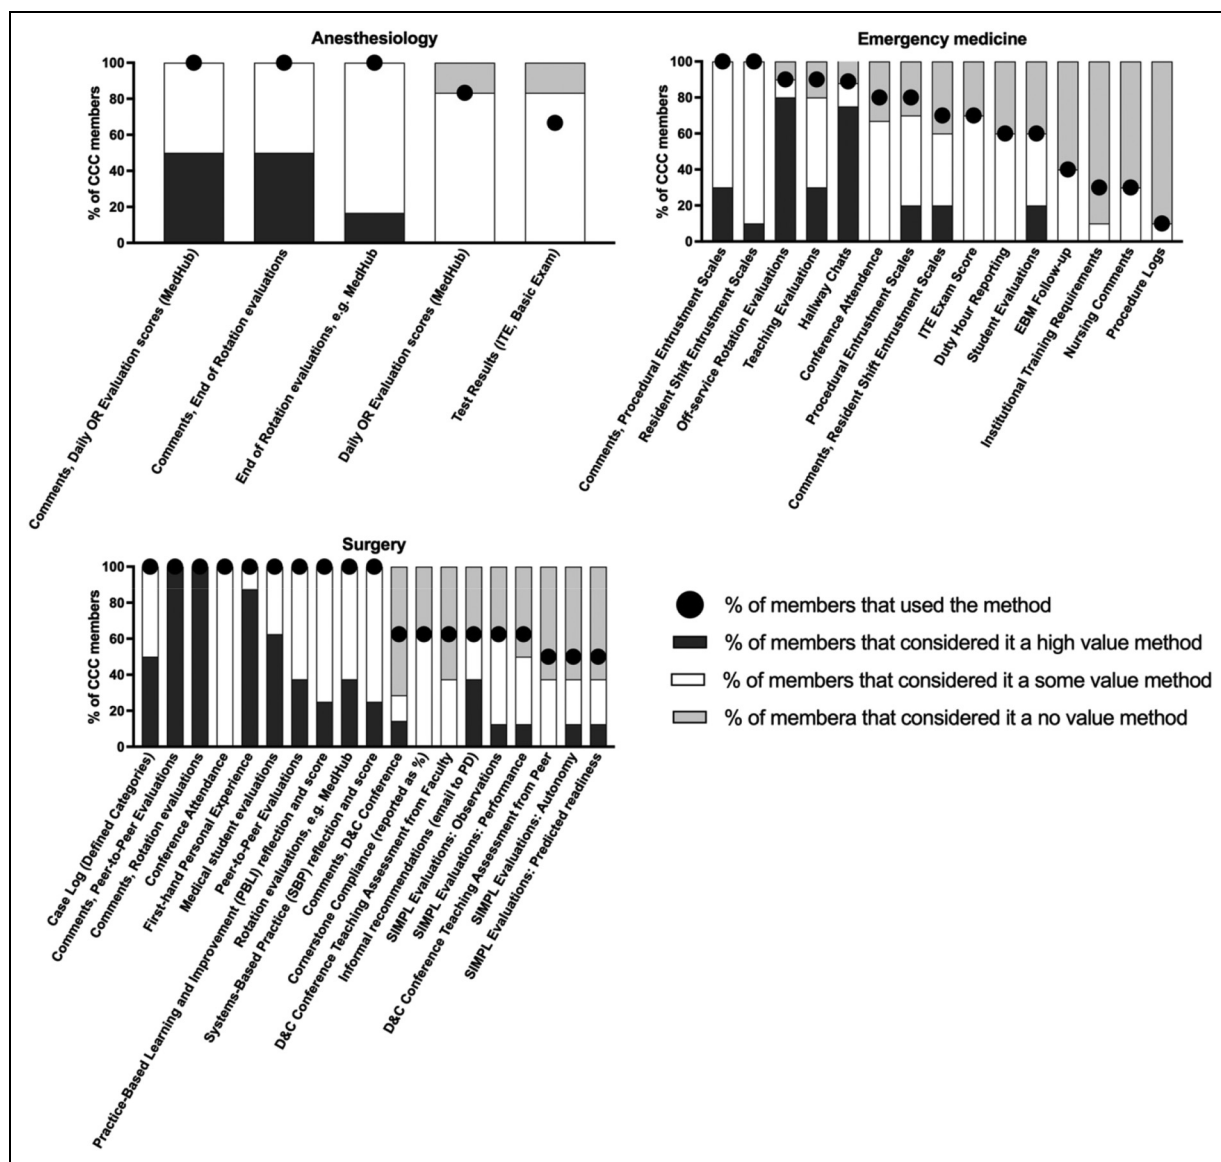 Anesthesiology
% of CCC members
100
80
60
40
20
0
Comments, Daily OR Evaluation scores (MedHub)
Comments, End of Rotation evaluations
End of Rotation evaluations, e.g. MedHub
Daily OR Evaluation scores (MedHub)
Test Results (ITE, Basic Exam)
Emergency medicine
% of CCC members
100
80
60
40
20
0
Comments, Procedural Entrustment Scales
Resident Shift Entrustment Scales
Off-service Rotation Evaluations
Teaching Evaluations
Hallway Chats
Conference Attendence
Procedural Entrustment Scales
Comments, Resident Shift Entrustment Scales
ITE Exam Score
Duty Hour Reporting
Student Evaluations
EBM Follow-up
Institutional Training Requirements
Nursing Comments
Procedure Logs
Surgery
% of CCC members
100
80
60
40
20
0
Case Log (Defined Categories)
Comments, Peer-to-Peer Evaluations
Comments, Rotation evaluations
Conference Attendance
First-hand Personal Experience
Medical student evaluations
Peer-to-Peer Evaluations
Practice-Based Learning and Improvement (PBLI) reflection and score
Rotation evaluations, e.g. MedHub
Systems-Based Practice (SBP) reflection and score
Comments, D&C Conference
Cornerstone Compliance (reported as %)
D&C Conference Teaching Assessment from Faculty
Informal recommendations (email to PD)
SIMPL Evaluations: Observations
SIMPL Evaluations: Performance
D&C Conference Teaching Assessment from Peer
SIMPL Evaluations: Autonomy
SIMPL Evaluations: Predicted readiness
% of members that used the method
% of members that considered it a high value method
% of members that considered it a some value method
% of membera that considered it a no value method